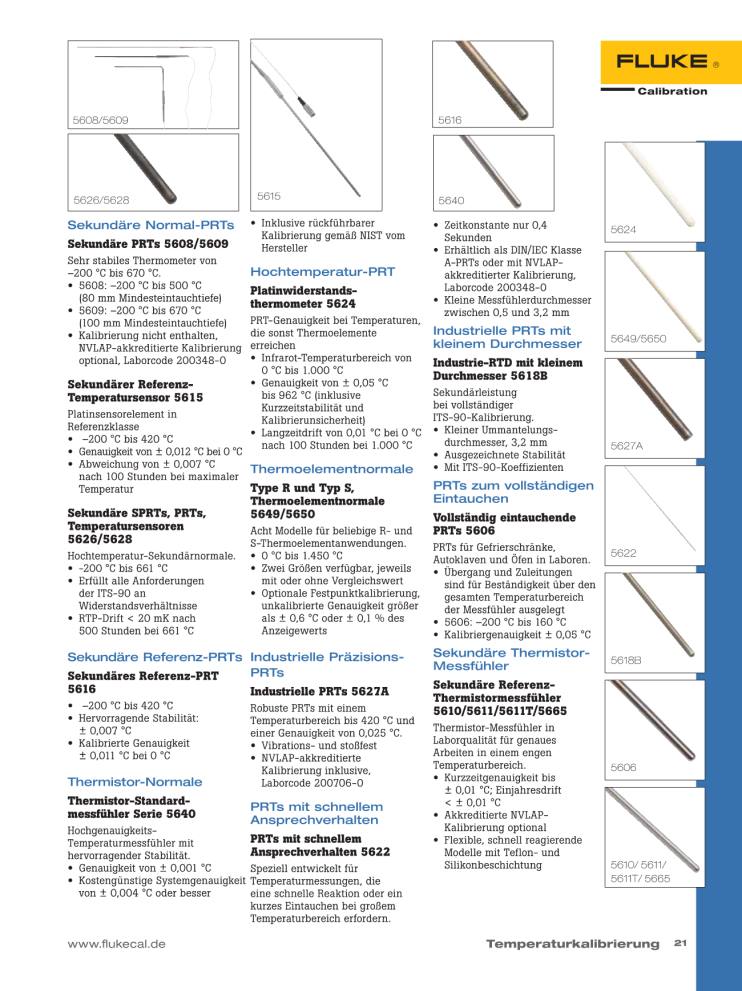 5608/5609
5626/5628
5615
5616
5640
FLUKE ®
Calibration
5624
5649/5650
5627A
5622
5618B
5606
5610/ 5611/
5611T/ 5665
Sekundäre Normal-PRTs
Sekundäre PRTs 5608/5609
Sehr stabiles Thermometer von
–200 °C bis 670 °C.
• 5608: –200 °C bis 500 °C
(80 mm Mindesteintauchtiefe)
• 5609: –200 °C bis 670 °C
(100 mm Mindesteintauchtiefe)
• Kalibrierung nicht enthalten,
NVLAP-akkreditierte Kalibrierung
optional, Laborcode 200348-0
Sekundärer Referenz-
Temperatursensor 5615
Platinsensorelement in
Referenzklasse
• –200 °C bis 420 °C
• Genauigkeit von ± 0,012 °C bei 0 °C
• Abweichung von ± 0,007 °C
nach 100 Stunden bei maximaler
Temperatur
Sekundäre SPRTs, PRTs,
Temperatursensoren
5626/5628
Hochtemperatur-Sekundärnormale.
• -200 °C bis 661 °C
• Erfüllt alle Anforderungen
der ITS-90 an
Widerstandsverhältnisse
• RTP-Drift < 20 mK nach
500 Stunden bei 661 °C
Sekundäre Referenz-PRTs
Sekundäres Referenz-PRT
5616
• –200 °C bis 420 °C
• Hervorragende Stabilität:
± 0,007 °C
• Kalibrierte Genauigkeit
± 0,011 °C bei 0 °C
Thermistor-Normale
Thermistor-Standard-
messfühler Serie 5640
Hochgenauigkeits-
Temperaturmessfühler mit
hervorragender Stabilität.
• Genauigkeit von ± 0,001 °C
• Kostengünstige Systemgenauigkeit
von ± 0,004 °C oder besser
• Inklusive rückführbarer
Kalibrierung gemäß NIST vom
Hersteller
Hochtemperatur-PRT
Platinwiderstands-
thermometer 5624
PRT-Genauigkeit bei Temperaturen,
die sonst Thermoelemente
erreichen
• Infrarot-Temperaturbereich von
0 °C bis 1.000 °C
• Genauigkeit von ± 0,05 °C
bis 962 °C (inklusive
Kurzzeitstabilität und
Kalibrierunsicherheit)
• Langzeitdrift von 0,01 °C bei 0 °C
nach 100 Stunden bei 1.000 °C
Thermoelementnormale
Type R und Typ S,
Thermoelementnormale
5649/5650
Acht Modelle für beliebige R- und
S-Thermoelementanwendungen.
• 0 °C bis 1.450 °C
• Zwei Größen verfügbar, jeweils
mit oder ohne Vergleichswert
• Optionale Festpunktkalibrierung,
unkalibrierte Genauigkeit größer
als ± 0,6 °C oder ± 0,1 % des
Anzeigewerts
Industrielle Präzisions-
PRTs
Industrielle PRTs 5627A
Robuste PRTs mit einem
Temperaturbereich bis 420 °C und
einer Genauigkeit von 0,025 °C.
• Vibrations- und stoßfest
• NVLAP-akkreditierte
Kalibrierung inklusive,
Laborcode 200706-0
PRTs mit schnellem
Ansprechverhalten
PRTs mit schnellem
Ansprechverhalten 5622
Speziell entwickelt für
Temperaturmessungen, die
eine schnelle Reaktion oder ein
kurzes Eintauchen bei großem
Temperaturbereich erfordern.
• Zeitkonstante nur 0,4
Sekunden
• Erhältlich als DIN/IEC Klasse
A-PRTs oder mit NVLAP-
akkreditierter Kalibrierung,
Laborcode 200348-0
• Kleine Messfühlerdurchmesser
zwischen 0,5 und 3,2 mm
Industrielle PRTs mit
kleinem Durchmesser
Industrie-RTD mit kleinem
Durchmesser 5618B
Sekundärleistung
bei vollständiger
ITS-90-Kalibrierung.
• Kleiner Ummantelungs-
durchmesser, 3,2 mm
• Ausgezeichnete Stabilität
• Mit ITS-90-Koeffizienten
PRTs zum vollständigen
Eintauchen
Vollständig eintauchende
PRTs 5606
PRTs für Gefrierschränke,
Autoklaven und Öfen in Laboren.
• Übergang und Zuleitungen
sind für Beständigkeit über den
gesamten Temperaturbereich
der Messfühler ausgelegt
• 5606: –200 °C bis 160 °C
• Kalibriergenauigkeit ± 0,05 °C
Sekundäre Thermistor-
Messfühler
Sekundäre Referenz-
Thermistormessfühler
5610/5611/5611T/5665
Thermistor-Messfühler in
Laborqualität für genaues
Arbeiten in einem engen
Temperaturbereich.
• Kurzzeitgenauigkeit bis
± 0,01 °C; Einjahresdrift
< ± 0,01 °C
• Akkreditierte NVLAP-
Kalibrierung optional
• Flexible, schnell reagierende
Modelle mit Teflon- und
Silikonbeschichtung
www.flukecal.de
Temperaturkalibrierung 21